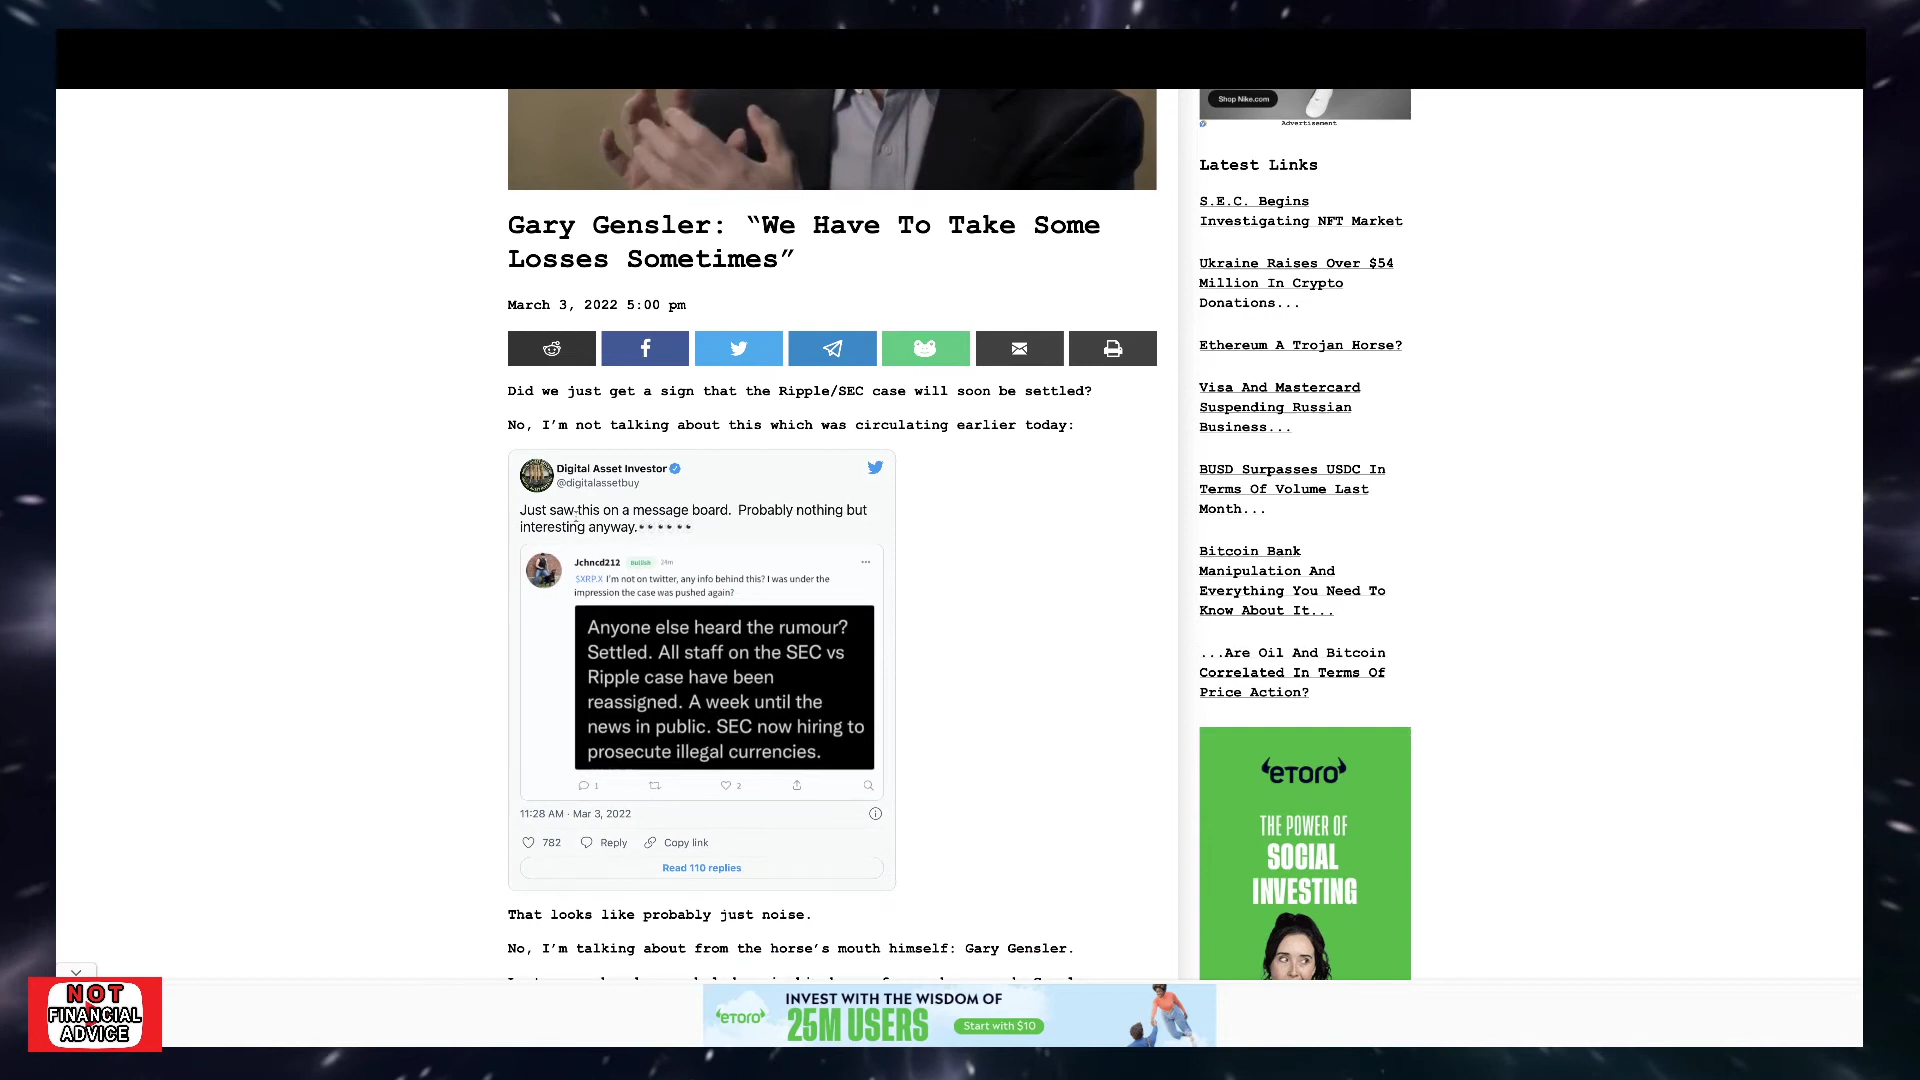 Shop Nike.com
Advertisement
Gary Gensler: “We Have To Take Some
Losses Sometimes”
March 3, 2022 5:00 pm
Did we just get a sign that the Ripple/SEC case will soon be settled?
No, I’m not talking about this which was circulating earlier today:
Digital Asset Investor
@digitalassetbuy
Just saw this on a message board. Probably nothing but
interesting anyway.
Jchncd212 Bullish 24m
$XRP.X I'm not on twitter, any info behind this? I was under the
impression the case was pushed again?
Anyone else heard the rumour?
Settled. All staff on the SEC vs
Ripple case have been
reassigned. A week until the
news in public. SEC now hiring to
prosecute illegal currencies.
1
2
11:28 AM · Mar 3, 2022
782 Reply Copy link
Read 110 replies
That looks like probably just noise.
No, I’m talking about from the horse’s mouth himself: Gary Gensler.
Latest Links
S.E.C. Begins
Investigating NFT Market
Ukraine Raises Over $54
Million In Crypto
Donations...
Ethereum A Trojan Horse?
Visa And Mastercard
Suspending Russian
Business...
BUSD Surpasses USDC In
Terms Of Volume Last
Month...
Bitcoin Bank
Manipulation And
Everything You Need To
Know About It...
...Are Oil And Bitcoin
Correlated In Terms Of
Price Action?
eTORO
THE POWER OF
SOCIAL
INVESTING
NOT
FINANCIAL
ADVICE
eTORO
INVEST WITH THE WISDOM OF
25M USERS
Start with $10